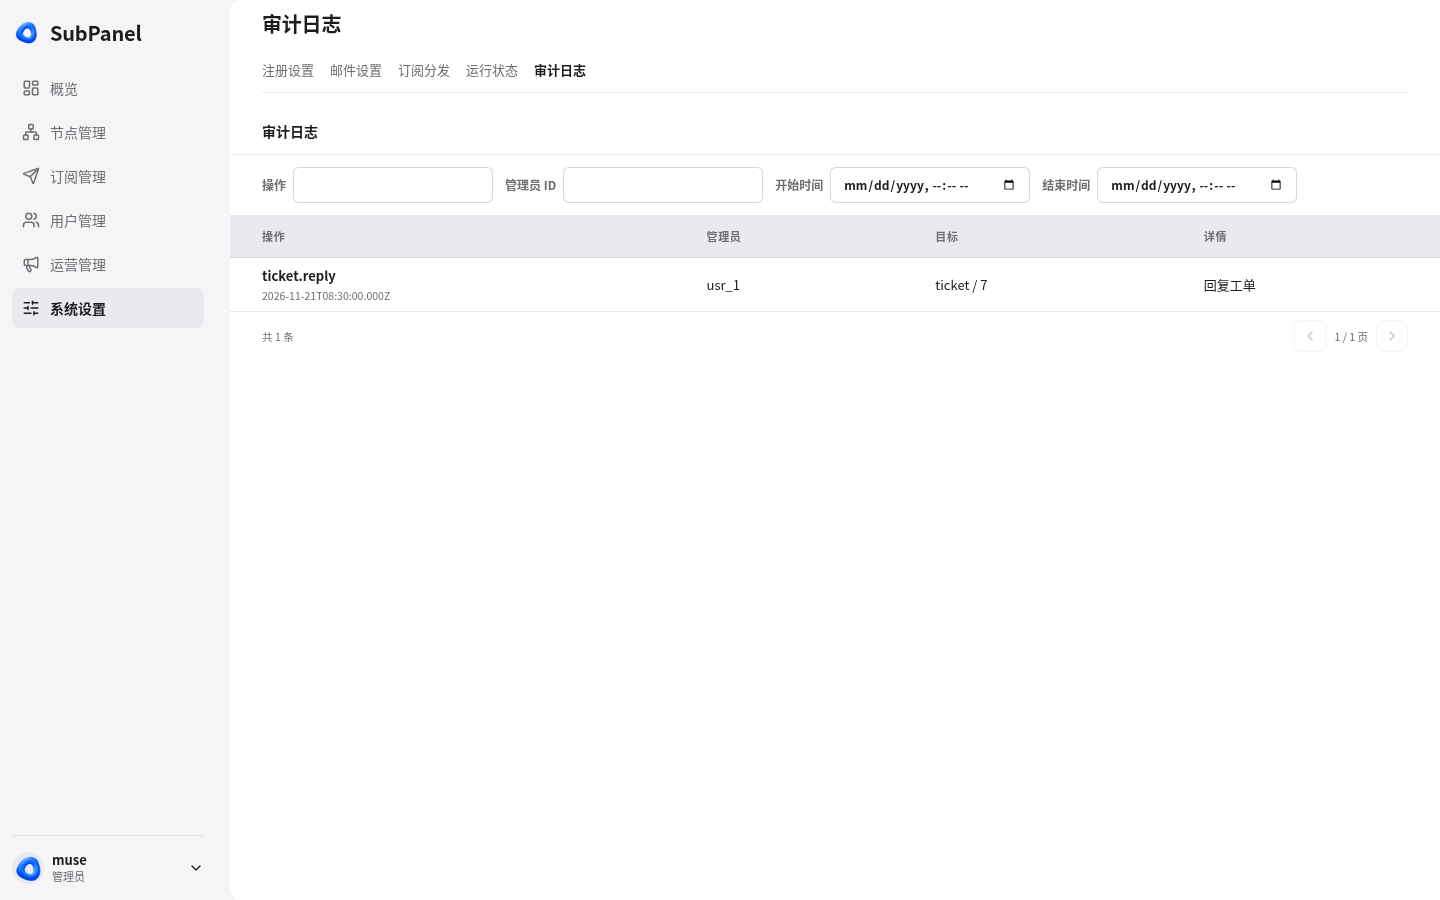 SubPanel
概览
节点管理
订阅管理
用户管理
运营管理
系统设置
muse
管理员
审计日志
注册设置 邮件设置 订阅分发 运行状态 审计日志
审计日志
操作 管理员 ID 开始时间 mm/dd/yyyy, --:-- -- 结束时间 mm/dd/yyyy, --:-- --
操作 管理员 目标 详情
ticket.reply usr_1 ticket / 7 回复工单
2026-11-21T08:30:00.000Z
共 1 条 1 / 1 页